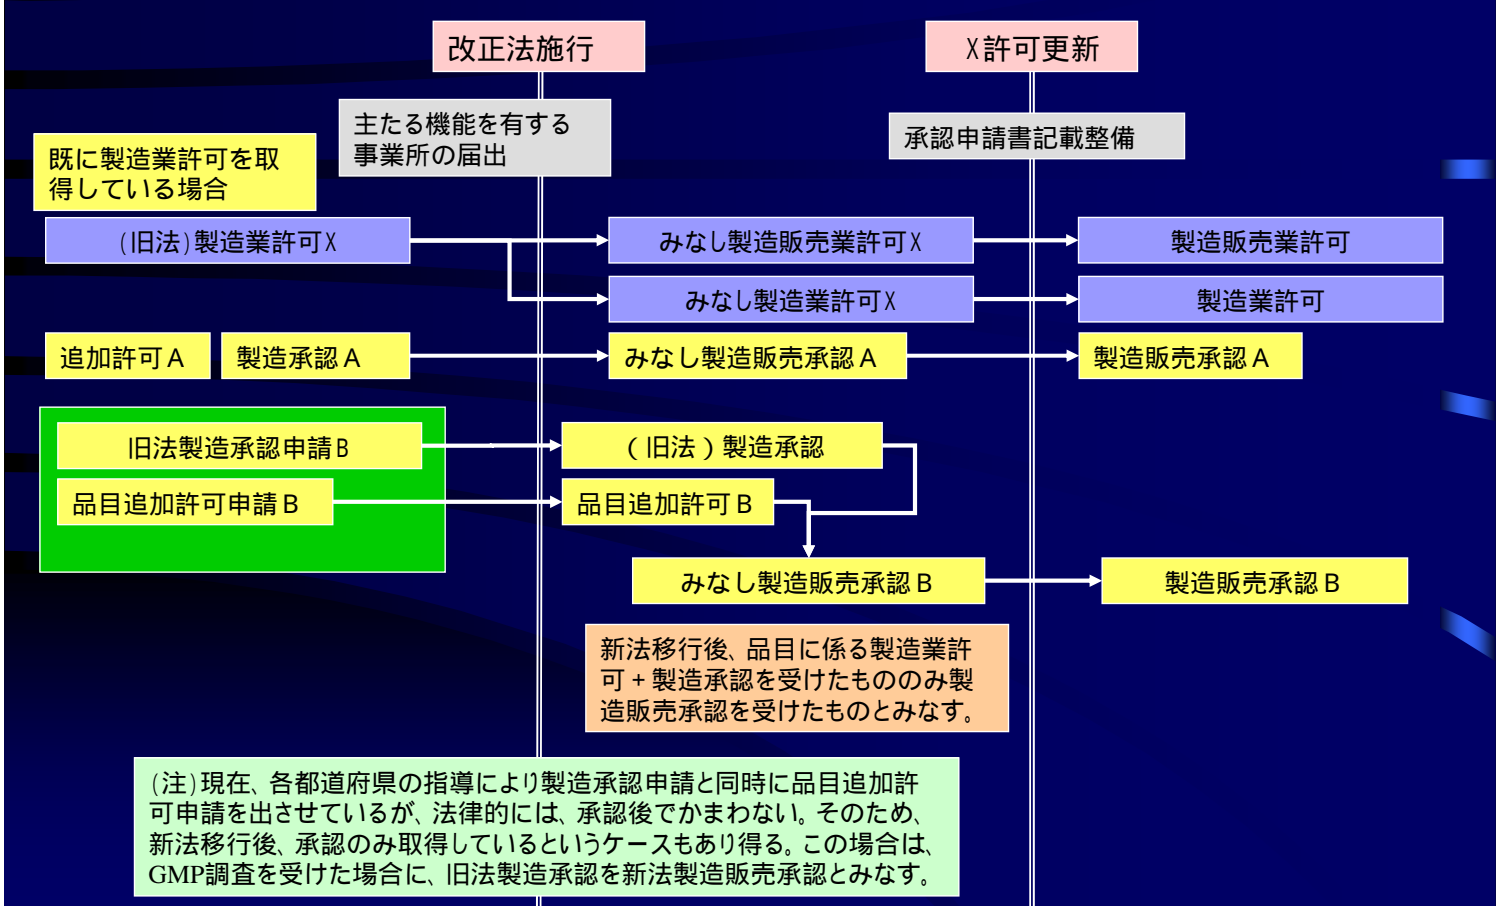 改正法施行
X許可更新
主たる機能を有する
事業所の届出
承認申請書記載整備
既に製造業許可を取
得している場合
(旧法)製造業許可X
みなし製造販売業許可X
製造販売業許可
みなし製造業許可X
製造業許可
追加許可A
製造承認A
みなし製造販売承認A
製造販売承認A
旧法製造承認申請B
(旧法)製造承認
品目追加許可申請B
品目追加許可B
みなし製造販売承認B
製造販売承認B
新法移行後、品目に係る製造業許
可+製造承認を受けたもののみ製
造販売承認を受けたものとみなす。
(注)現在、各都道府県の指導により製造承認申請と同時に品目追加許
可申請を出させているが、法律的には、承認後でかまわない。そのため、
新法移行後、承認のみ取得しているというケースもあり得る。この場合は、
GMP調査を受けた場合に、旧法製造承認を新法製造販売承認とみなす。